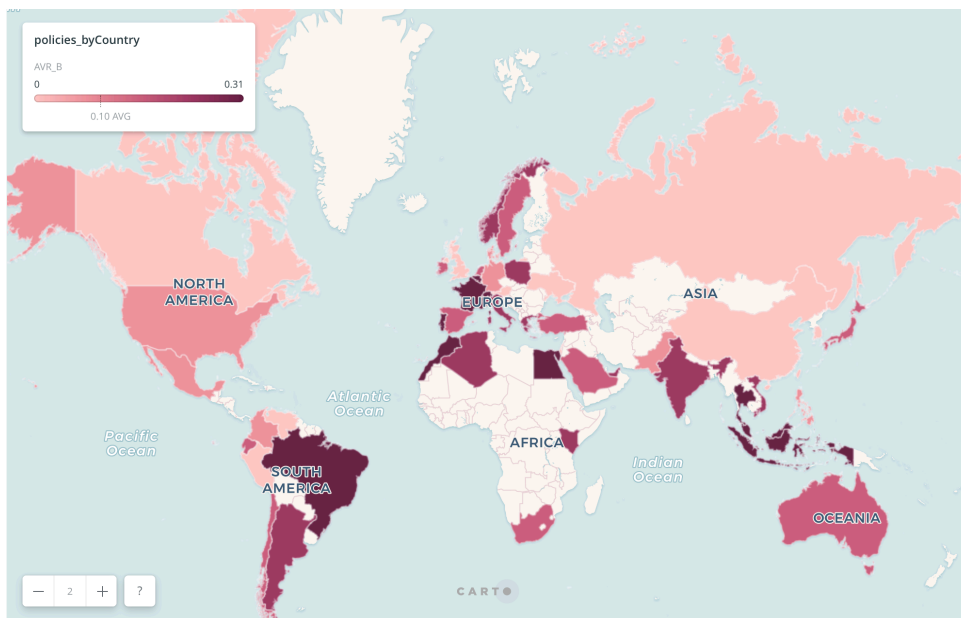 policies_byCountry
AVR_B
0 0.31
0.10 AVG
NORTH
AMERICA
EUROPE
ASIA
Atlantic
Ocean
Pacific
Ocean
AFRICA
Indian
Ocean
SOUTH
AMERICA
OCEANIA
— 2 + ?
CARTO